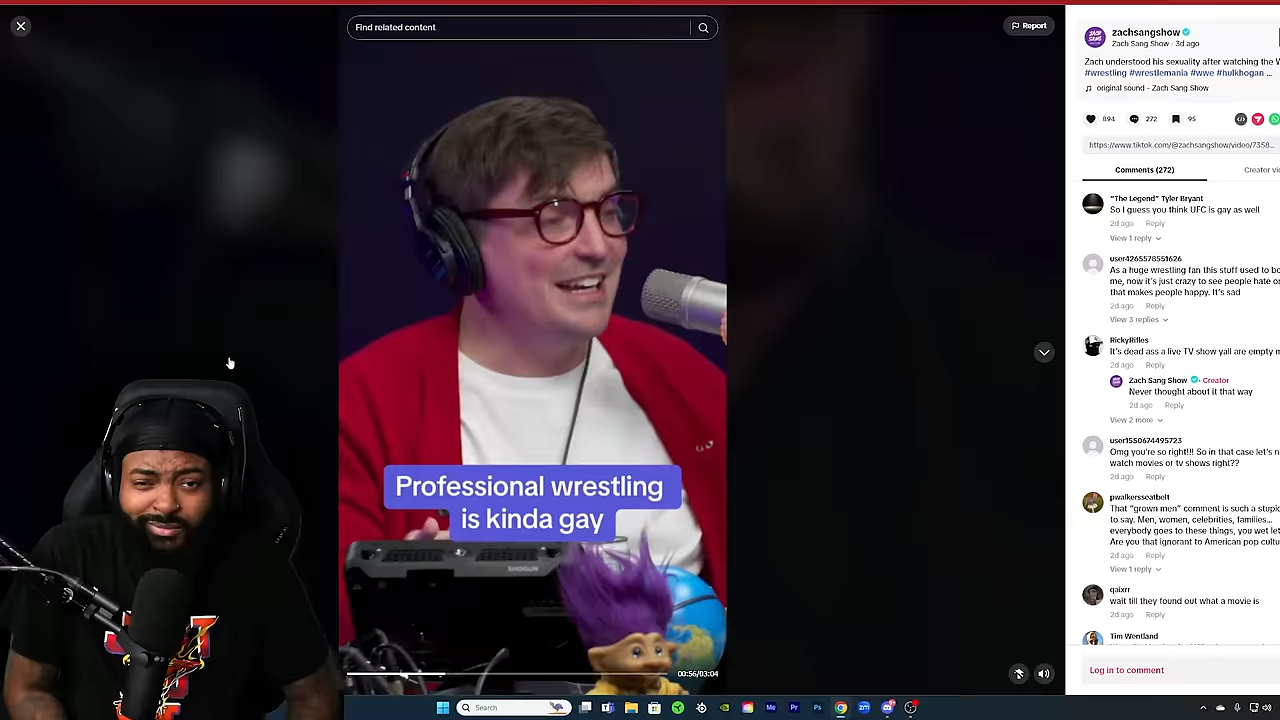 Find related content
Report
zachsangshow
Zach Sang Show · 3d ago
Zach understood his sexuality after watching the W
#wrestling #wrestlemania #wwe #hulkhogan ...
original sound - Zach Sang Show
894
272
95
https://www.tiktok.com/@zachsangshow/video/7358...
Comments (272)
Creator vi
"The Legend" Tyler Bryant
So I guess you think UFC is gay as well
2d ago Reply
View 1 reply
user4265578551626
As a huge wrestling fan this stuff used to bo
me, now it's just crazy to see people hate on
that makes people happy. It's sad
2d ago Reply
View 3 replies
RickyRifles
It's dead ass a live TV show yall are empty m
2d ago Reply
Zach Sang Show · Creator
Never thought about it that way
2d ago Reply
View 2 more
user1550674495723
Omg you're so right!!! So in that case let's n
watch movies or tv shows right??
2d ago Reply
pwalkersseatbelt
That "grown men" comment is such a stupid
to say. Men, women, celebrities, families...
everybody goes to these things, you wet let
Are you that ignorant to American pop cultu
2d ago Reply
View 1 reply
qaixrr
wait till they found out what a movie is
2d ago Reply
Tim Wentland
Log in to comment
Professional wrestling
is kinda gay
SHOGUN
00:56/03:04
Search